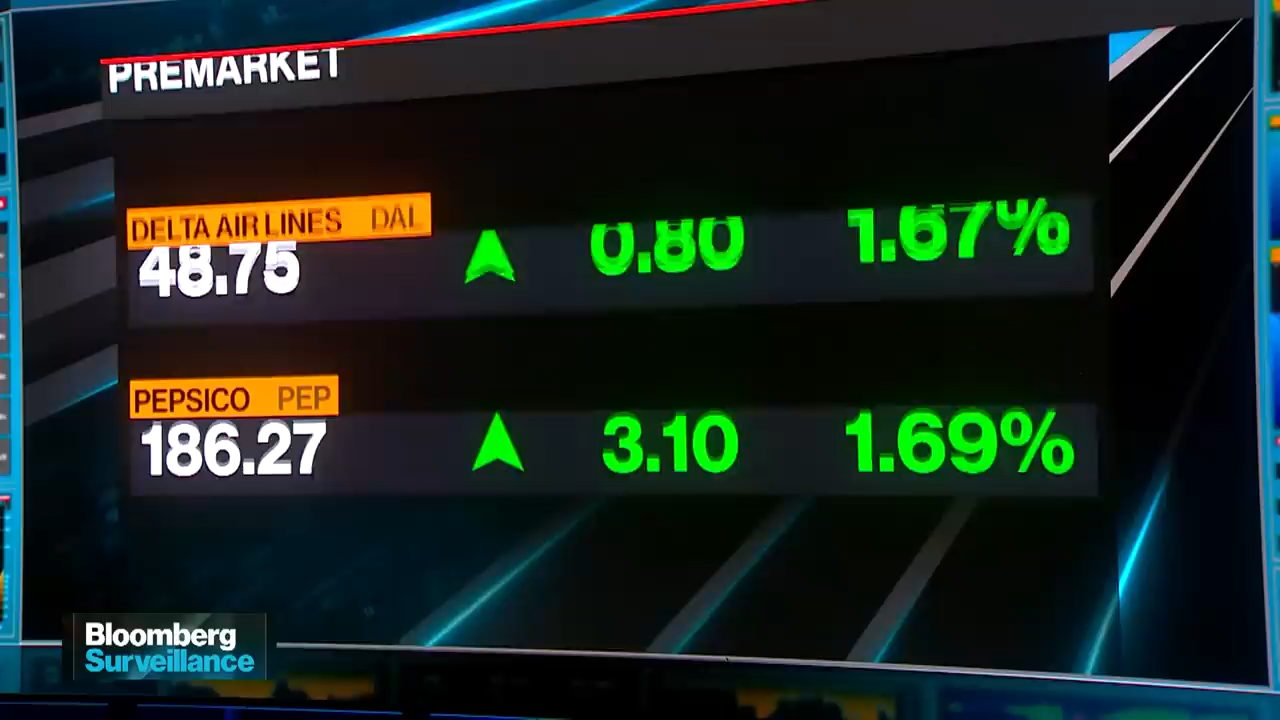 PREMARKET
DELTA AIR LINES DAL
48.75 0.80 1.67%
PEPSICO PEP
186.27 3.10 1.69%
Bloomberg
Surveillance